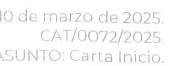 10 de marzo de 2025.
CAT/0072/2025.
ASUNTO: Carta Inicio.